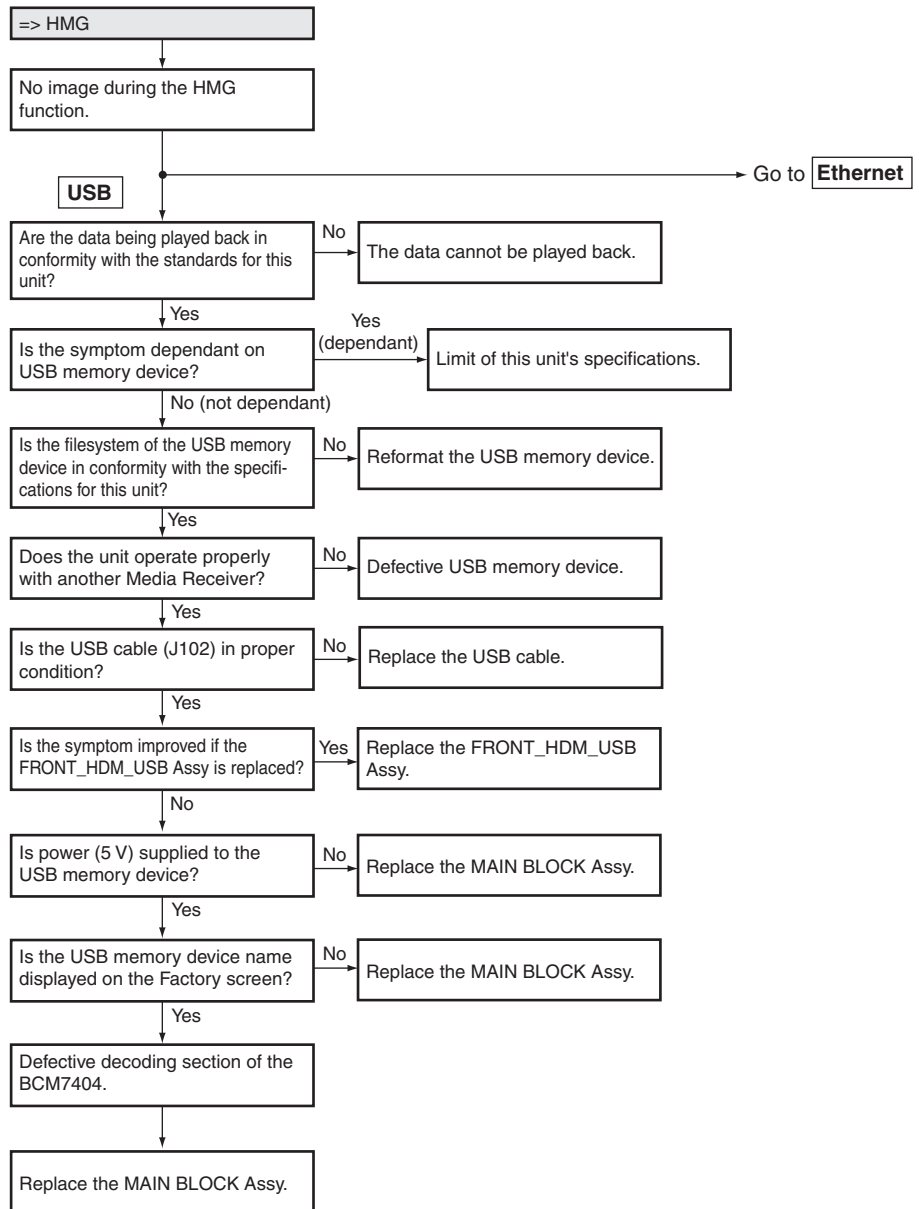 => HMG
No image during the HMG
function.
Go to Ethernet
USB
Are the data being played back in
conformity with the standards for this
unit?
No
The data cannot be played back.
Yes
Is the symptom dependant on
USB memory device?
Yes
(dependant)
Limit of this unit's specifications.
No (not dependant)
Is the filesystem of the USB memory
device in conformity with the specifi-
cations for this unit?
No
Reformat the USB memory device.
Yes
Does the unit operate properly
with another Media Receiver?
No
Defective USB memory device.
Yes
Is the USB cable (J102) in proper
condition?
No
Replace the USB cable.
Yes
Is the symptom improved if the
FRONT_HDM_USB Assy is replaced?
Yes
Replace the FRONT_HDM_USB
Assy.
No
Is power (5 V) supplied to the
USB memory device?
No
Replace the MAIN BLOCK Assy.
Yes
Is the USB memory device name
displayed on the Factory screen?
No
Replace the MAIN BLOCK Assy.
Yes
Defective decoding section of the
BCM7404.
Replace the MAIN BLOCK Assy.